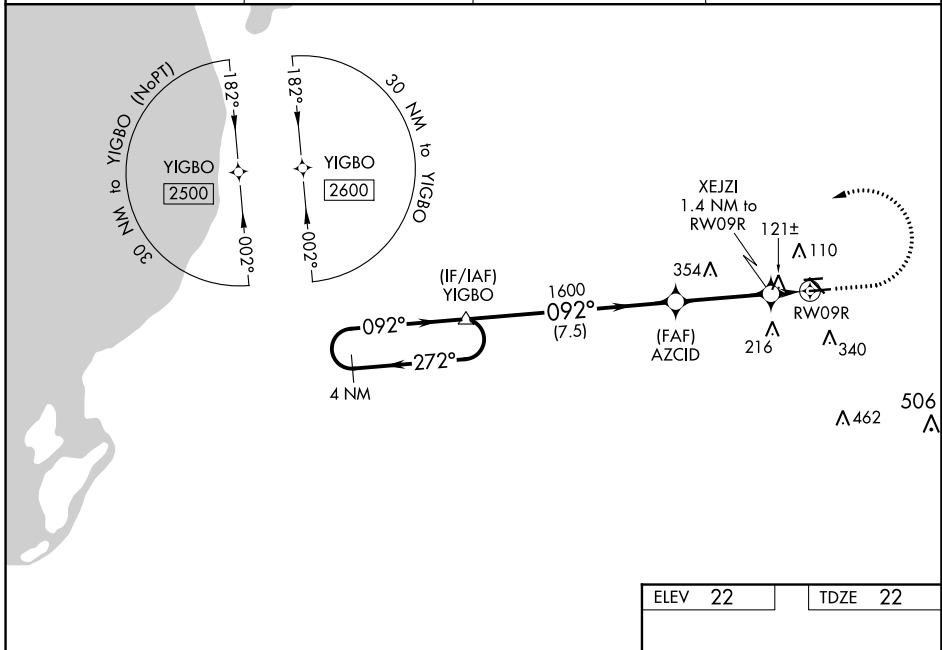 30 NM to YIGBO (NoPT)
182°
YIGBO
2500
002°
182°
YIGBO
2600
002°
30 NM to YIGBO
XEJZI
1.4 NM to
RW09R
121±
110
(IF/IAF)
YIGBO
1600
092°
(7.5)
354
(FAF)
AZCID
216
RW09R
340
092°
272°
4 NM
462
506
ELEV 22
TDZE 22